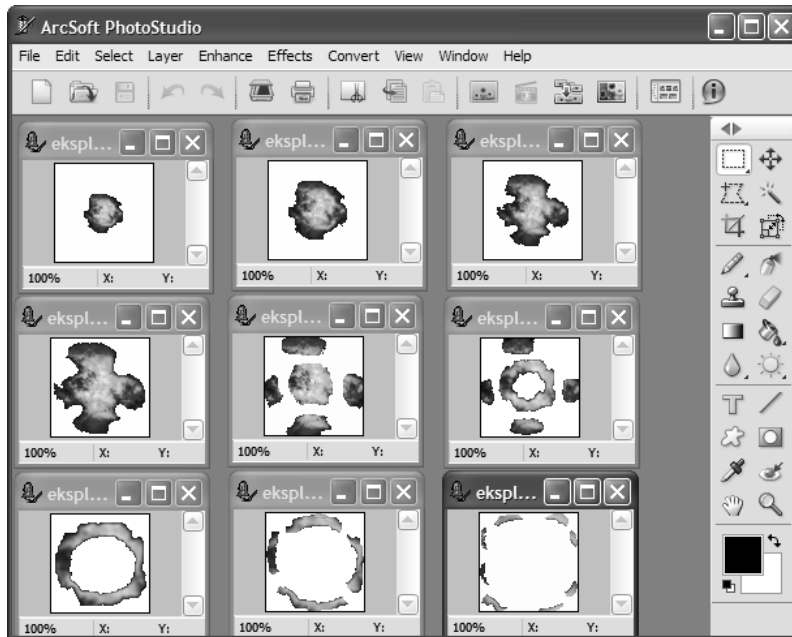 ArcSoft PhotoStudio
File Edit Select Layer Enhance Effects Convert View Window Help
ekspl... ekspl... ekspl...
100% X: Y: 100% X: Y: 100% X: Y:
ekspl... ekspl... ekspl...
100% X: Y: 100% X: Y: 100% X: Y:
ekspl... ekspl... ekspl...
100% X: Y: 100% X: Y: 100% X: Y: